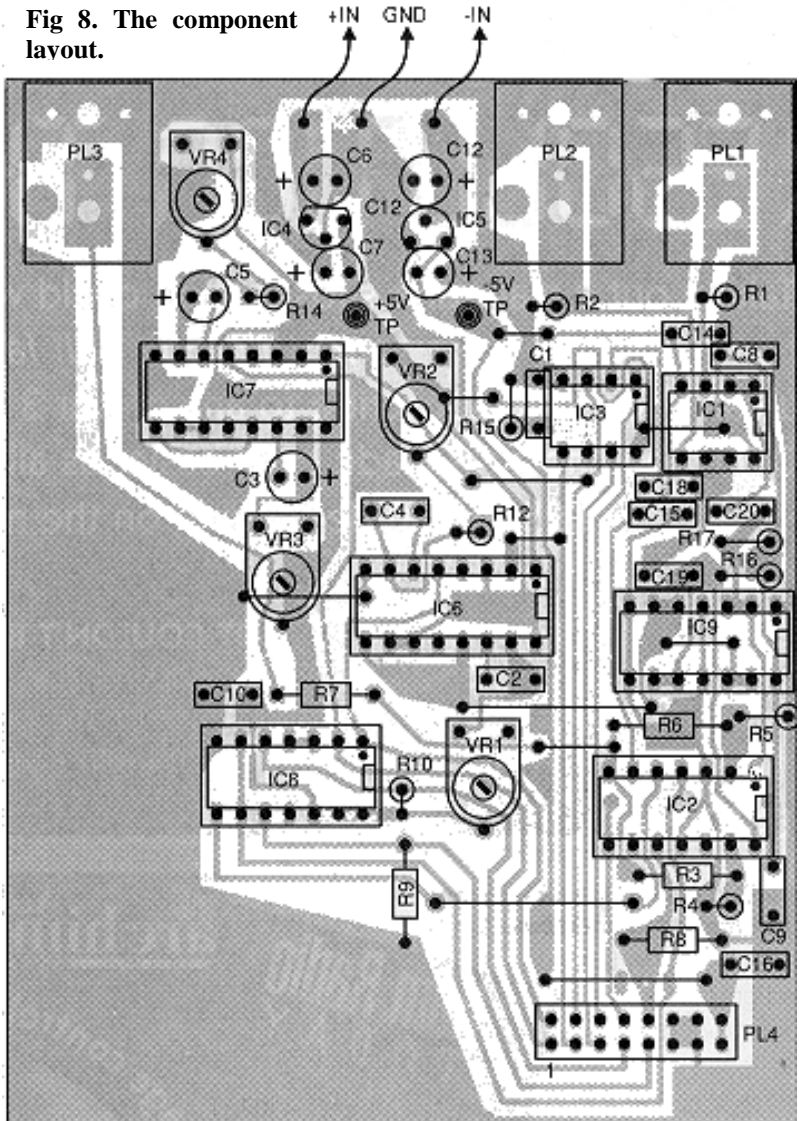 Fig 8. The component
layout.
+IN GND -IN
PL3
VR4
C6
C12
PL2
PL1
+
+
IC4
C12
IC5
C7
C13
+
+
C5
+
R14
+5V
TP
-5V
TP
R2
R1
C14
C8
IC7
VR2
C1
IC3
IC1
R15
C3
+
C18
C15
C20
C4
R12
R17
R16
VR3
C19
IC6
IC9
C10
R7
C2
R6
R5
VR1
IC8
R10
IC2
R9
R3
R4
R8
C9
C16
PL4
1